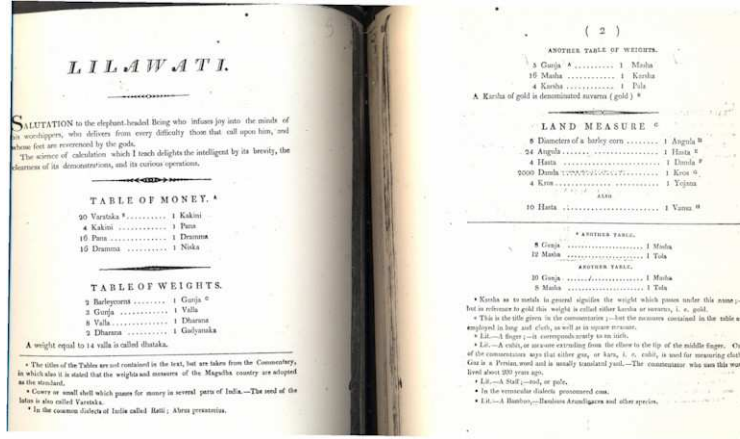 LILAWATI.
SALUTATION to the elephant-headed Being who infuses joy into the minds of
his worshippers, who delivers from every difficulty those that call upon him, and
whose feet are reverenced by the gods.
The science of calculation which I teach delights the intelligent by its brevity, the
clearness of its demonstrations, and its curious operations.
TABLE OF MONEY. A
20 Varataka B .......... 1 Kakini
4 Kakini ............. 1 Pana
16 Pana ............. 1 Dramma
16 Dramma .......... 1 Niska
TABLE OF WEIGHTS.
2 Barleycorns ........ 1 Gunja C
3 Gunja ............. 1 Valla
8 Valla ............. 1 Dharana
2 Dharana .......... 1 Gadyanaka
A weight equal to 14 valla is called dhataka.
A The titles of the Tables are not contained in the text, but are taken from the Commentary,
in which also it is stated that the weights and measures of the Magadha country are adopted
as the standard.
B Cowry or small shell which passes for money in several parts of India.—The seed of the
lotus is also called Varataka.
C In the common dialects of India called Ratti; Abrus precatorius.
( 2 )
ANOTHER TABLE OF WEIGHTS.
5 Gunja A .......... 1 Masha
16 Masha ............ 1 Karsha
4 Karsha ............ 1 Pala
A Karsha of gold is denominated suvarna (gold) B
LAND MEASURE C
8 Diameters of a barley corn ........ 1 Angula D
24 Angula ................ 1 Hasta E
4 Hasta ................ 1 Danda F
2000 Danda ................ 1 Kros G
4 Kros ................ 1 Yojana
ALSO
10 Hasta ........................ 1 Vansa H
A ANOTHER TABLE.
8 Gunja .................... 1 Masha
12 Masha .................... 1 Tola
ANOTHER TABLE.
10 Gunja .................... 1 Masha
8 Masha .................... 1 Tola
B Karsha as to metals in general signifies the weight which passes under this name;
but in reference to gold this weight is called either karsha or suvarna, i. e. gold.
C This is the title given in the commentaries;—but the measures contained in the table a
employed in long and cloth, as well as in square measure.
D Lit.—A finger;—it corresponds nearly to an inch.
E Lit.—A cubit, or measure extending from the elbow to the tip of the middle finger.
of the commentators says that either guz, or kara, i. e. cubit, is used for measuring clot
Guz is a Persian word and is usually translated yard.—The commentator who uses this wor
lived about 200 years ago.
F Lit.—A Staff;—rod, or pole.
G In the vernacular dialects pronounced coss.
H Lit.—A Bamboo,—Bamboos Arundinacea and other species.